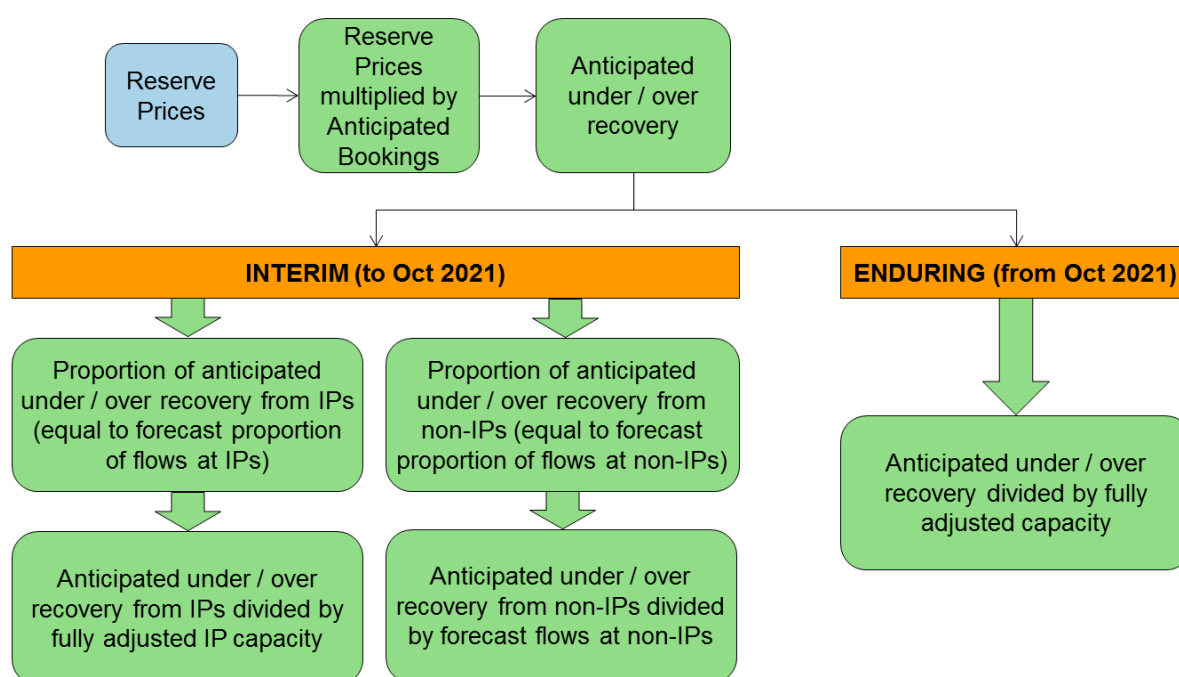 Reserve
Prices
Reserve
Prices
multiplied by
Anticipated
Bookings
Anticipated
under / over
recovery
INTERIM (to Oct 2021)
ENDURING (from Oct 2021)
Proportion of anticipated
under / over recovery from IPs
(equal to forecast proportion
of flows at IPs)
Proportion of anticipated
under / over recovery from
non-IPs (equal to forecast
proportion of flows at non-IPs)
Anticipated under / over
recovery divided by fully
adjusted capacity
Anticipated under / over
recovery from IPs divided by
fully adjusted IP capacity
Anticipated under / over
recovery from non-IPs divided
by forecast flows at non-IPs